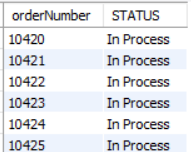 orderNumber STATUS
10420 In Process
10421 In Process
10422 In Process
10423 In Process
10424 In Process
10425 In Process